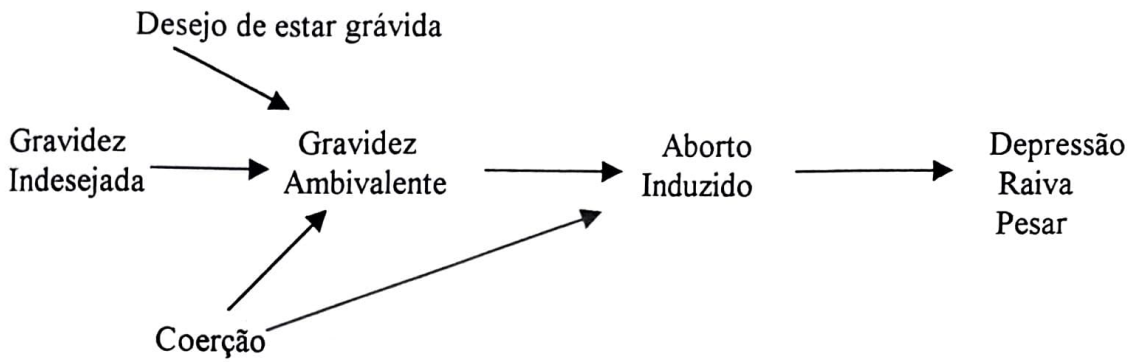 Desejo de estar grávida
Gravidez
Indesejada
Gravidez
Ambivalente
Aborto
Induzido
Depressão
Raiva
Pesar
Coerção